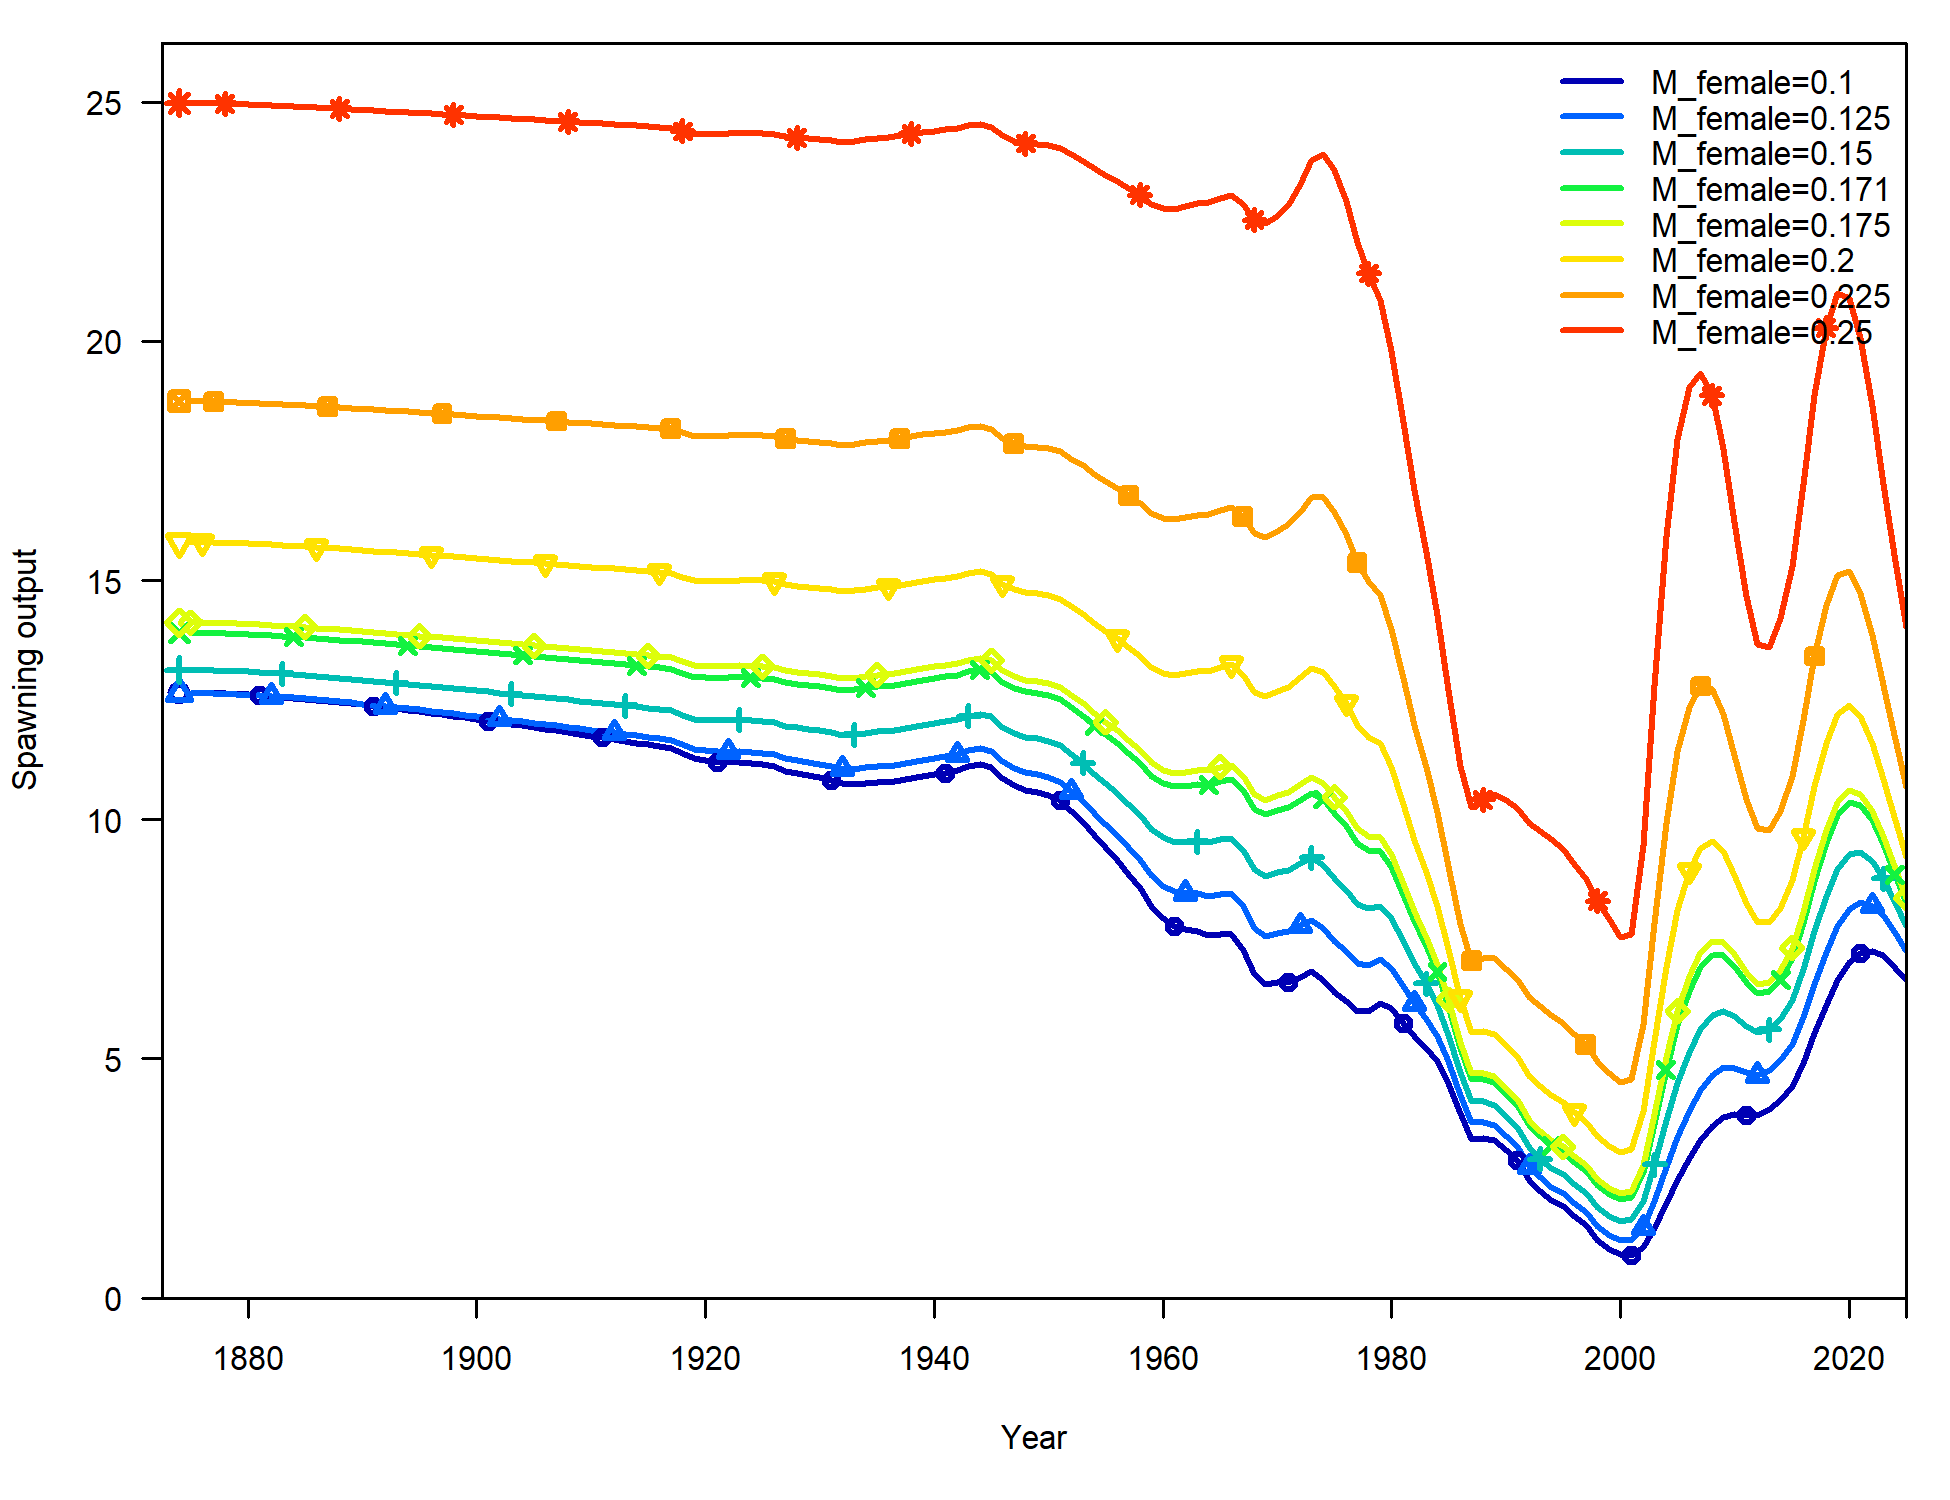 M_female=0.1
M_female=0.125
M_female=0.15
M_female=0.171
M_female=0.175
M_female=0.2
M_female=0.225
M_female=0.25
Spawning output
25
20
15
10
5
0
1880 1900 1920 1940 1960 1980 2000 2020
Year